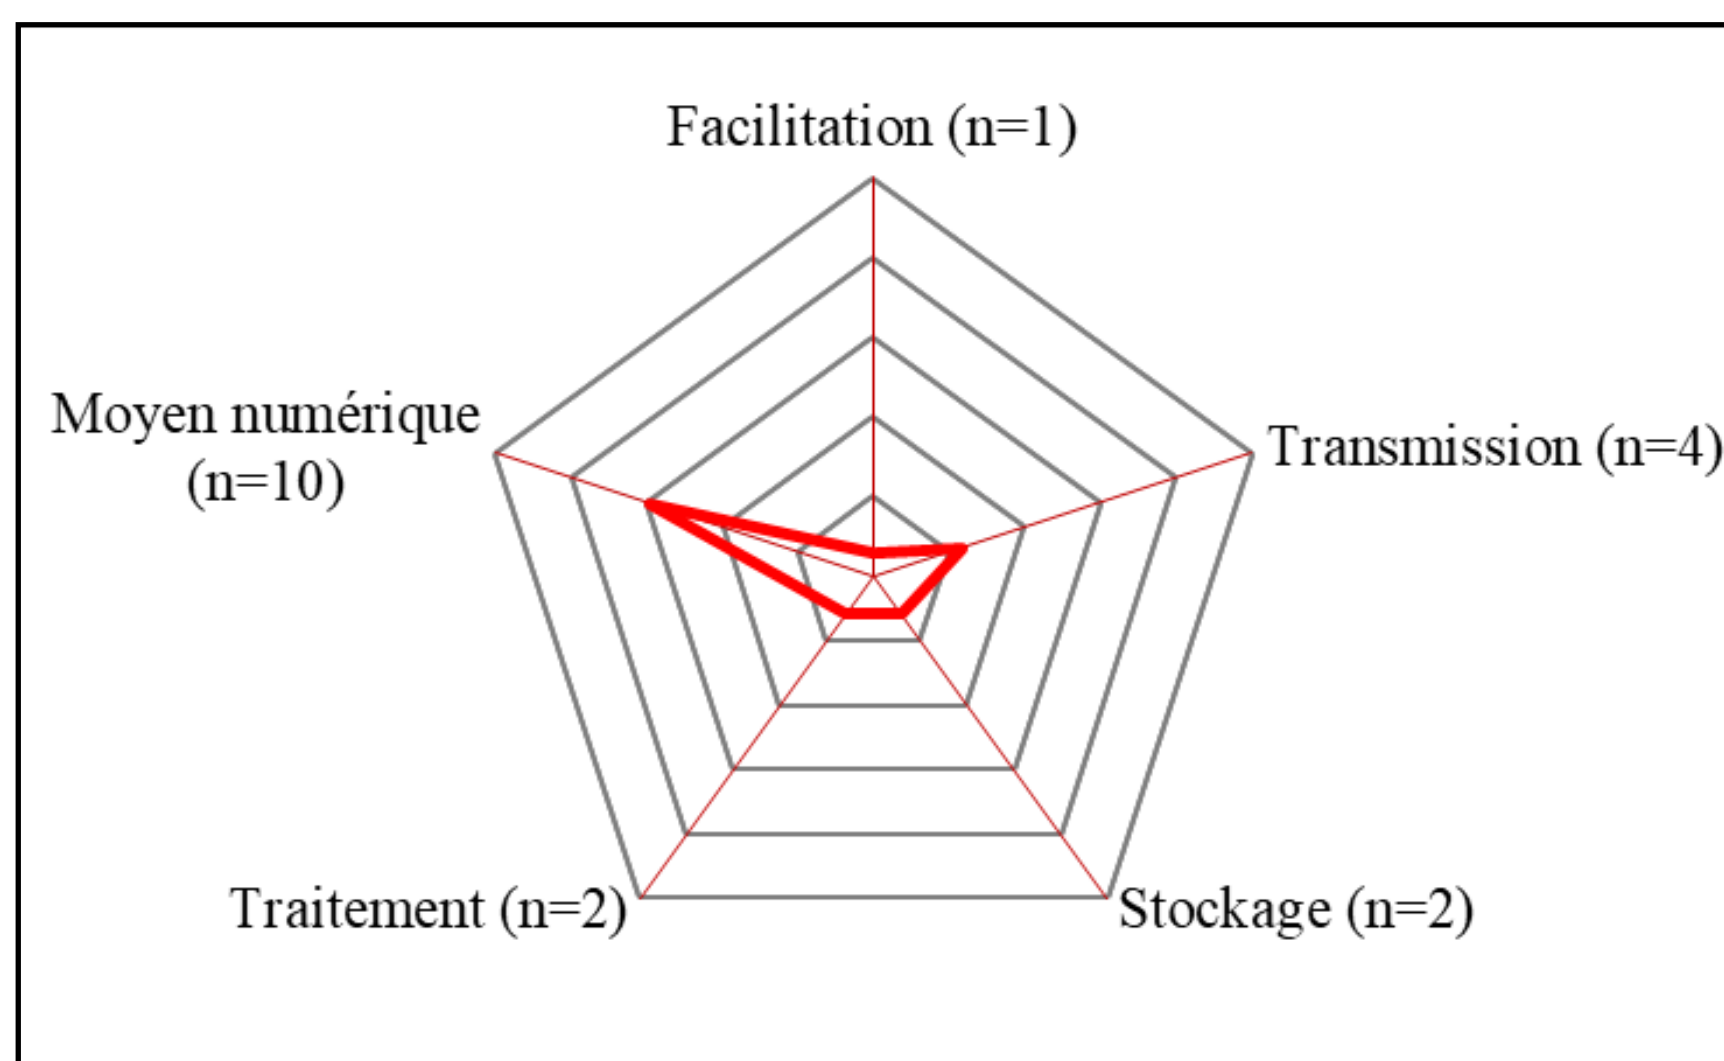 Facilitation (n=1)
Moyen numérique
(n=10)
Transmission (n=4)
Traitement (n=2)
Stockage (n=2)